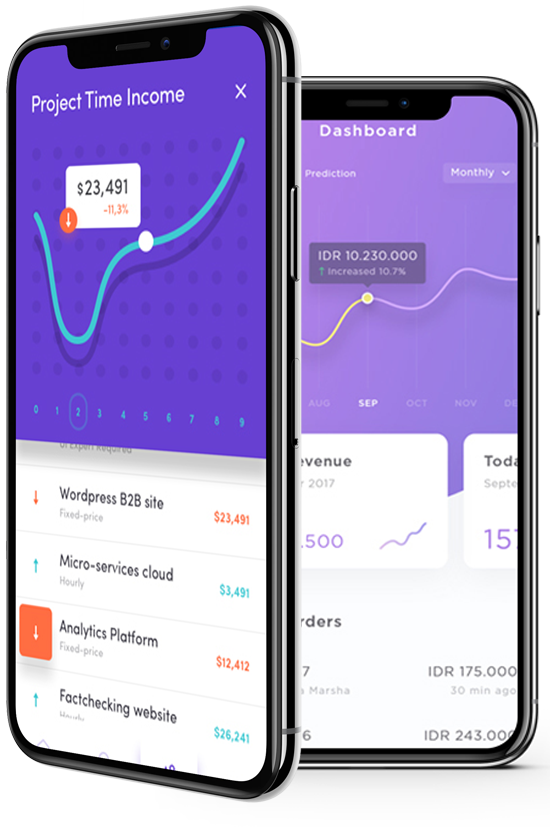 Project Time Income
$23,491
-11,3%
0 1 2 3 4 5 6 7 8 9
UI Expert Required
Wordpress B2B site
Fixed-price
$23,491
Micro-services cloud
Hourly
$3,491
Analytics Platform
Fixed-price
$12,412
Factchecking website
Hourly
$26,241
Dashboard
Prediction
Monthly
IDR 10.230.000
Increased 10.7%
AUG SEP OCT NOV DE
evenue
r 2017
.500
Toda
Septe
157
rders
7
IDR 175.000
a Marsha
30 min ago
6
IDR 243.000